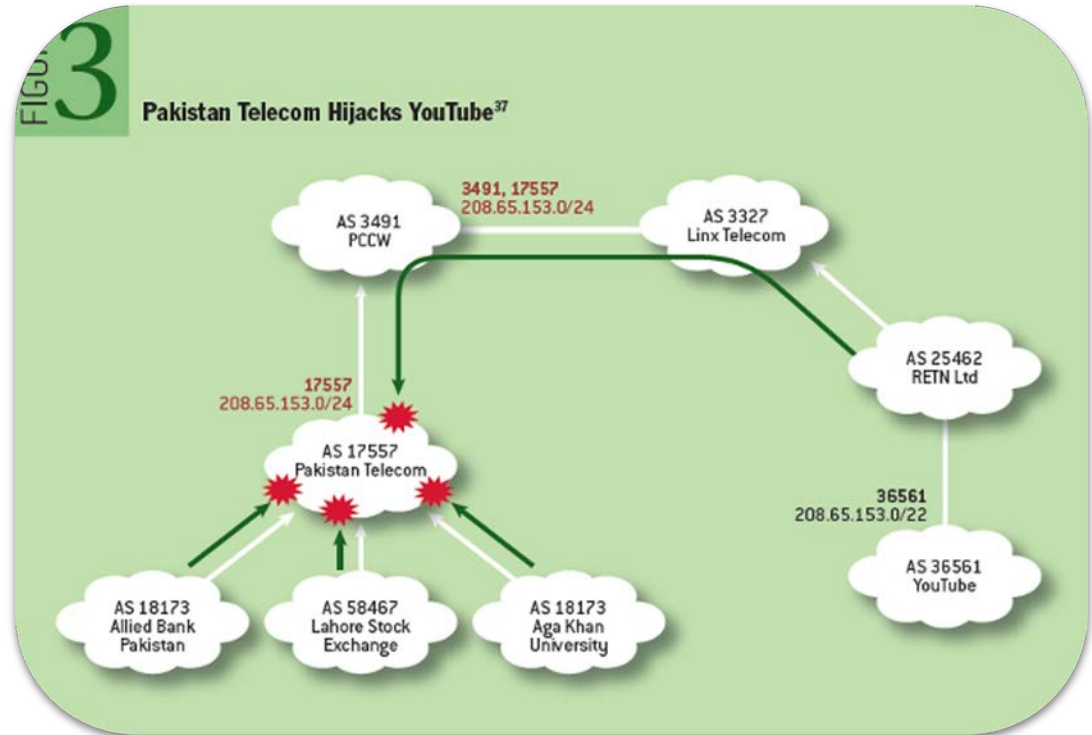 3
Pakistan Telecom Hijacks YouTube37
3491, 17557
208.65.153.0/24
AS 3491
PCCW
AS 3327
Linx Telecom
AS 25462
RETN Ltd
17557
208.65.153.0/24
AS 17557
Pakistan Telecom
36561
208.65.153.0/22
AS 36561
YouTube
AS 18173
Allied Bank
Pakistan
AS 58467
Lahore Stock
Exchange
AS 18173
Aga Khan
University